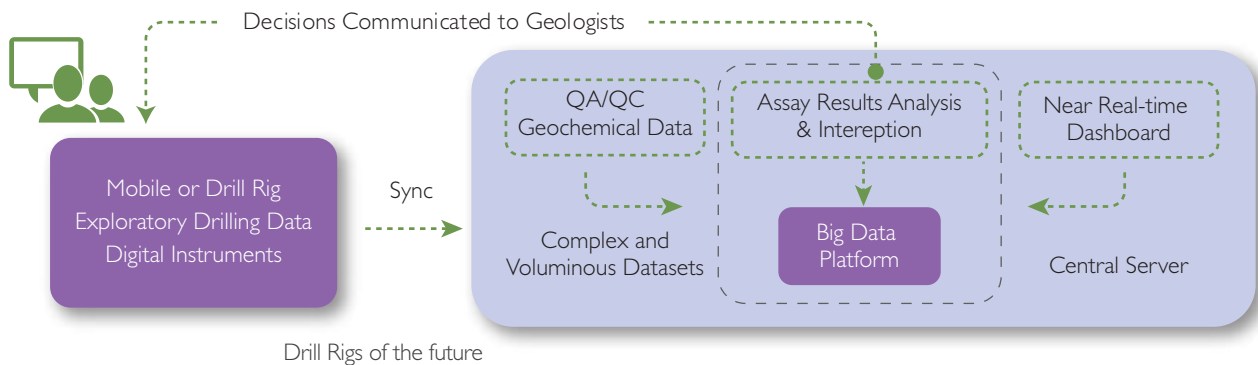 Decisions Communicated to Geologists
Mobile or Drill Rig
Exploratory Drilling Data
Digital Instruments
Sync
QA/QC
Geochemical Data
Assay Results Analysis
& Intereption
Near Real-time
Dashboard
Complex and
Voluminous Datasets
Big Data
Platform
Central Server
Drill Rigs of the future